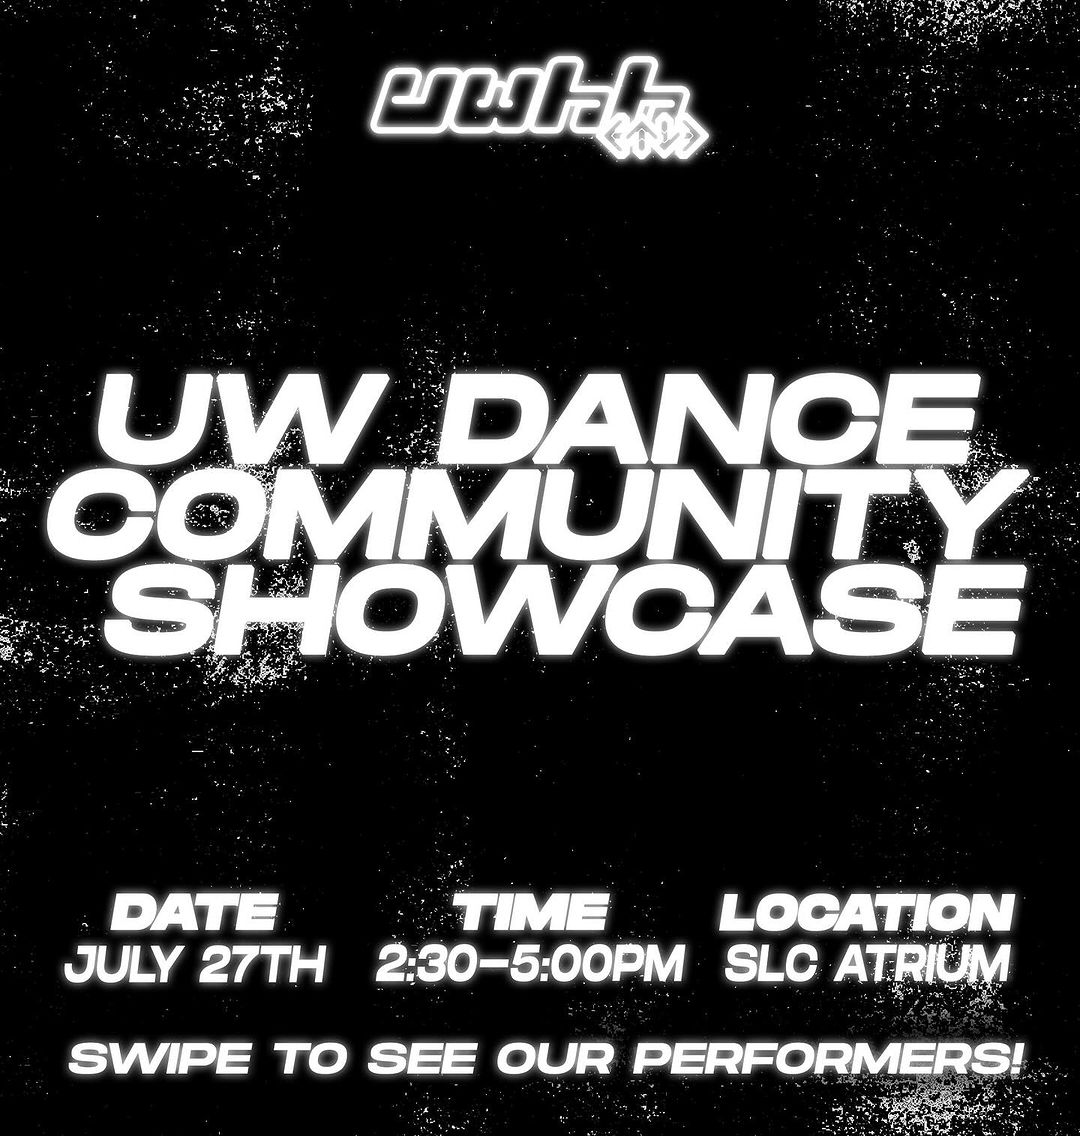 uwhh
UW DANCE
COMMUNITY
SHOWCASE
DATE
JULY 27TH
TIME
2:30-5:00PM
LOCATION
SLC ATRIUM
SWIPE TO SEE OUR PERFORMERS!